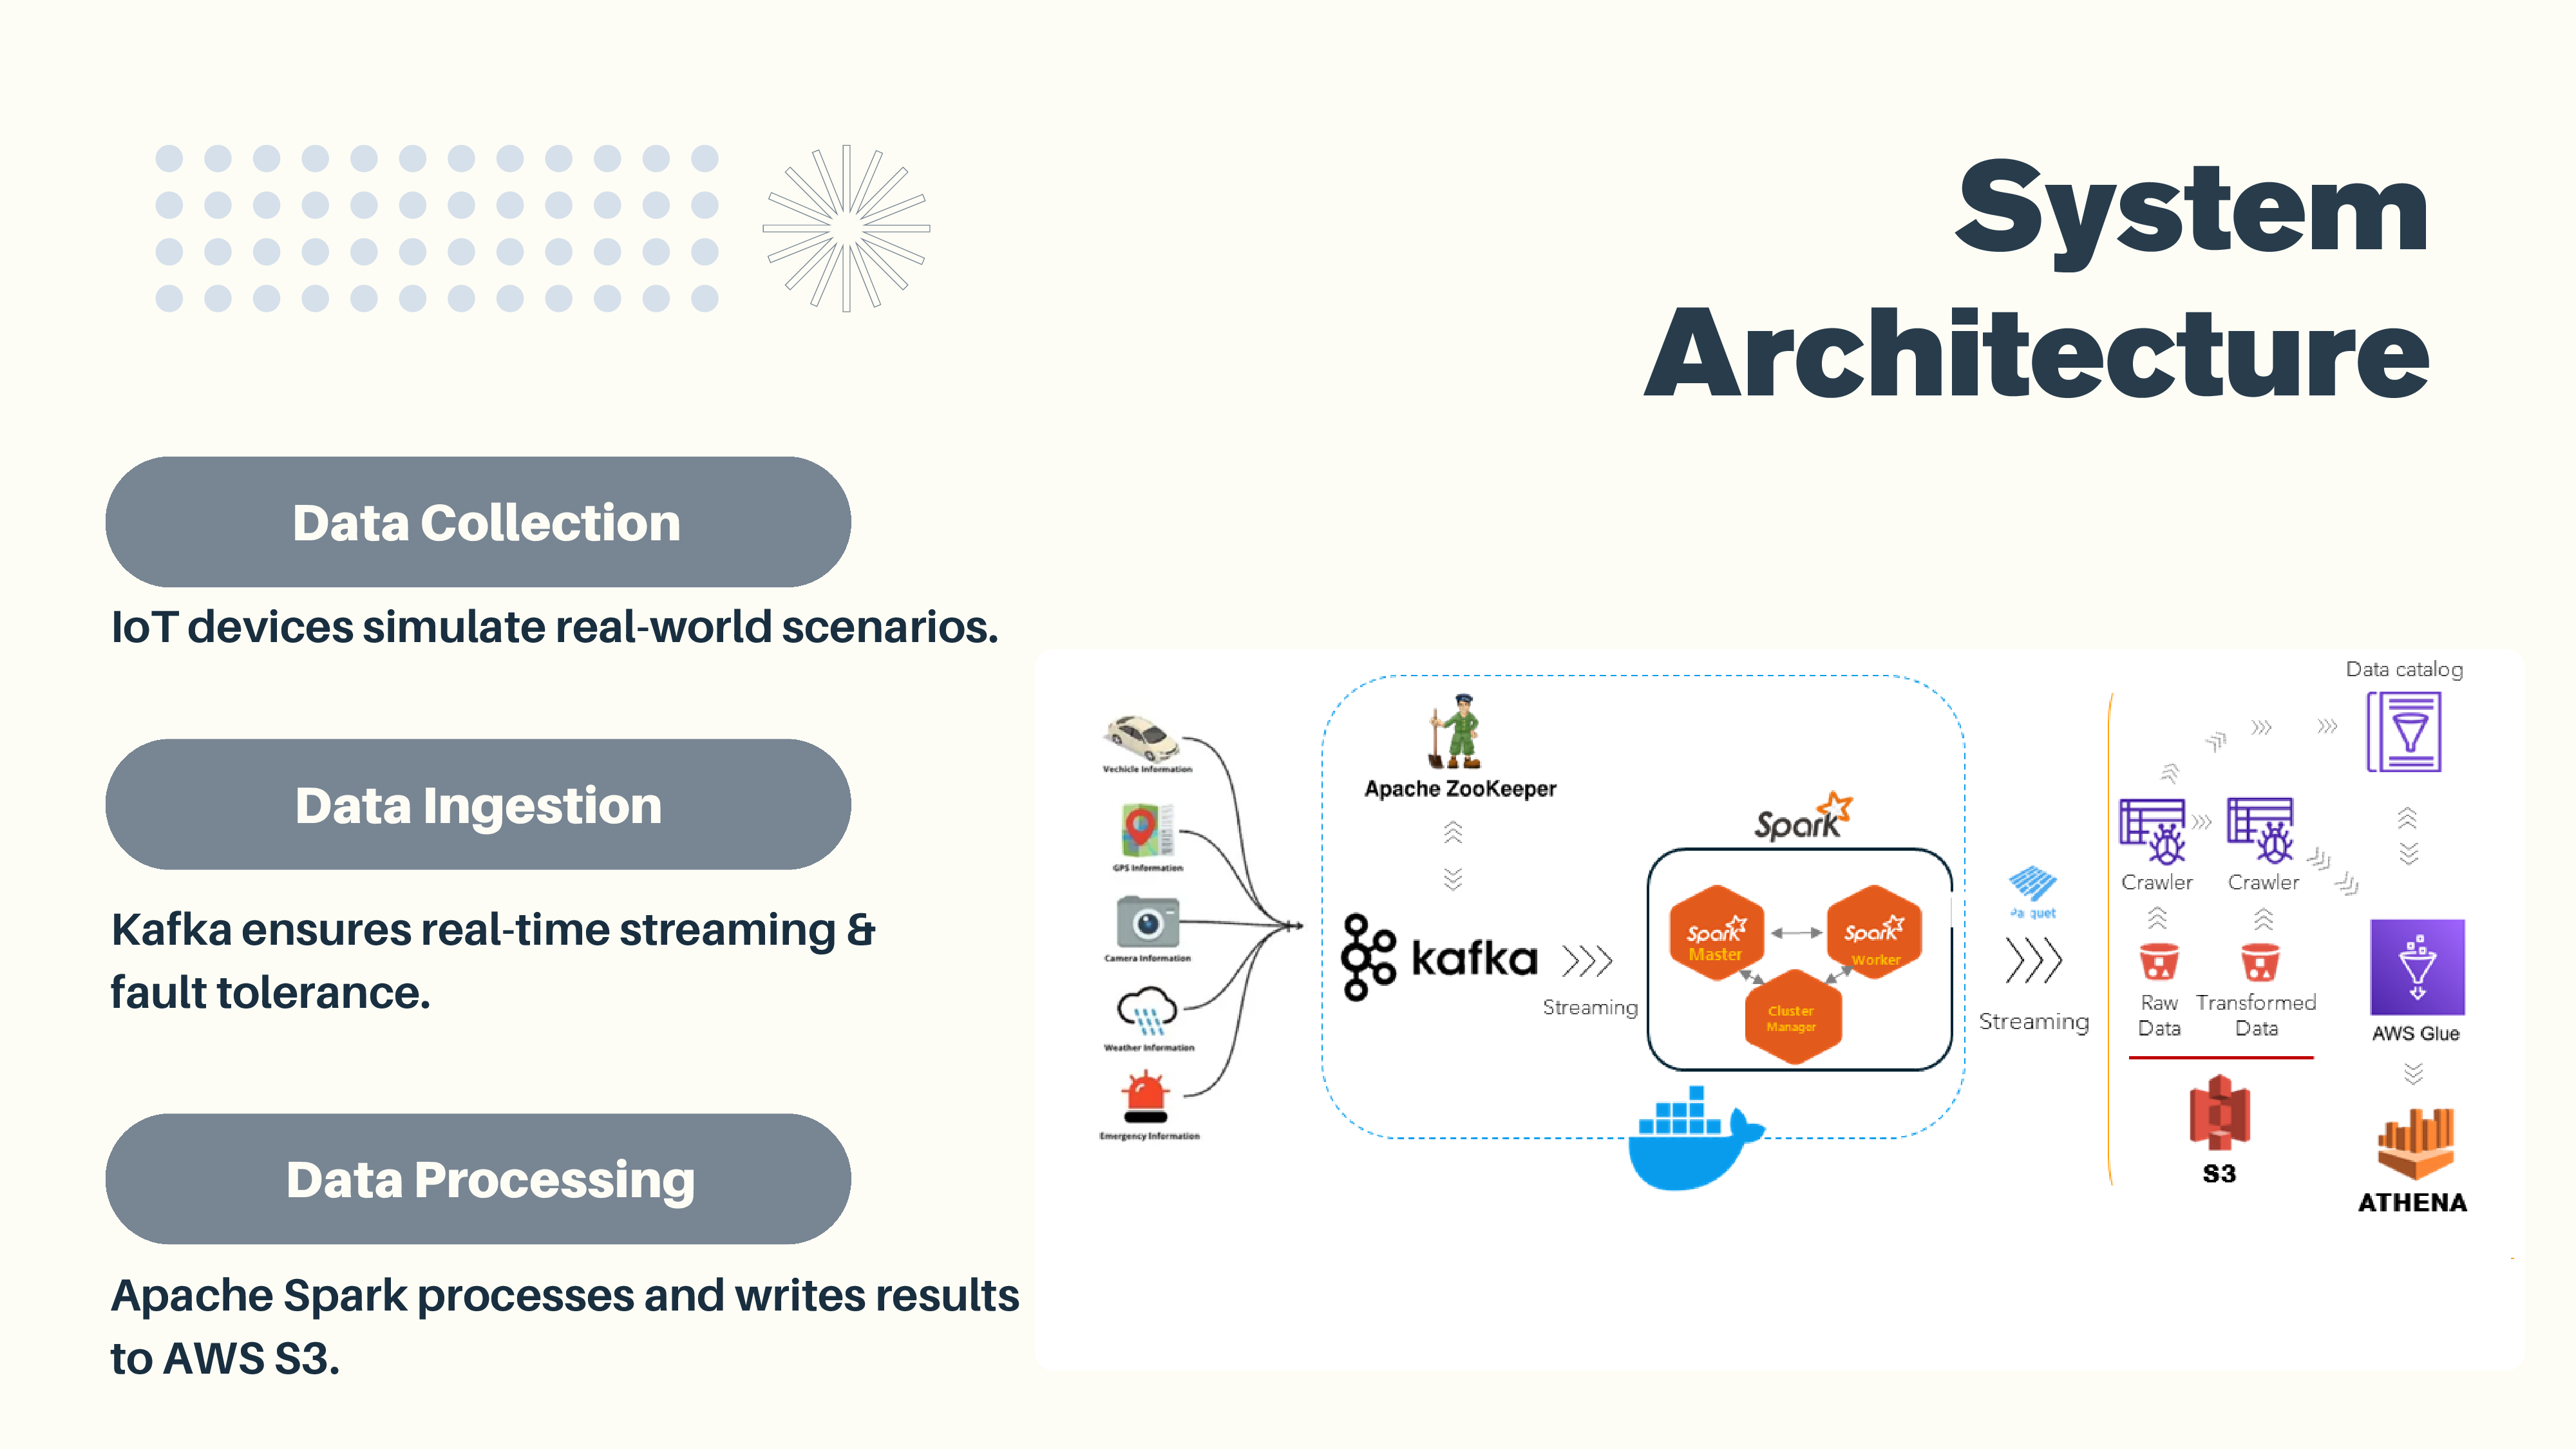 System
Architecture
Data Collection
IoT devices simulate real-world scenarios.
Data Ingestion
Kafka ensures real-time streaming &
fault tolerance.
Data Processing
Apache Spark processes and writes results
to AWS S3.
Vechicle Information
GPS Information
Camera Information
Weather Information
Emergency Information
Apache ZooKeeper
kafka
Streaming
Spark
Spark
Master
Spark
Worker
Cluster
Manager
Pa quet
Streaming
Data catalog
Crawler
Crawler
Raw
Data
Transformed
Data
S3
AWS Glue
ATHENA